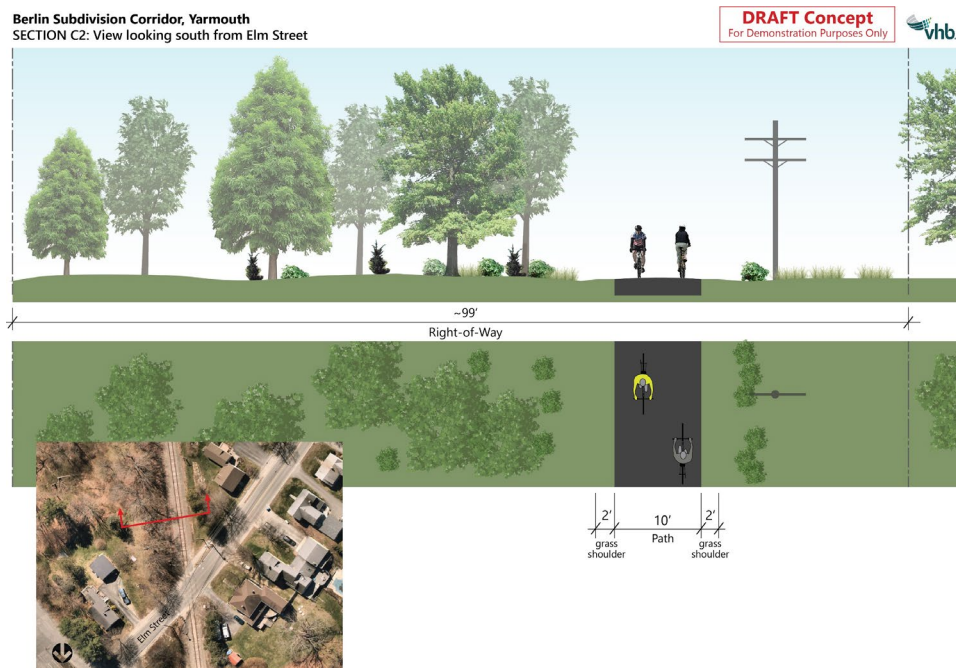 Berlin Subdivision Corridor, Yarmouth
SECTION C2: View looking south from Elm Street
DRAFT Concept
For Demonstration Purposes Only
vhb
~99'
Right-of-Way
2'
10'
2'
grass
shoulder
Path
grass
shoulder
Elm Street